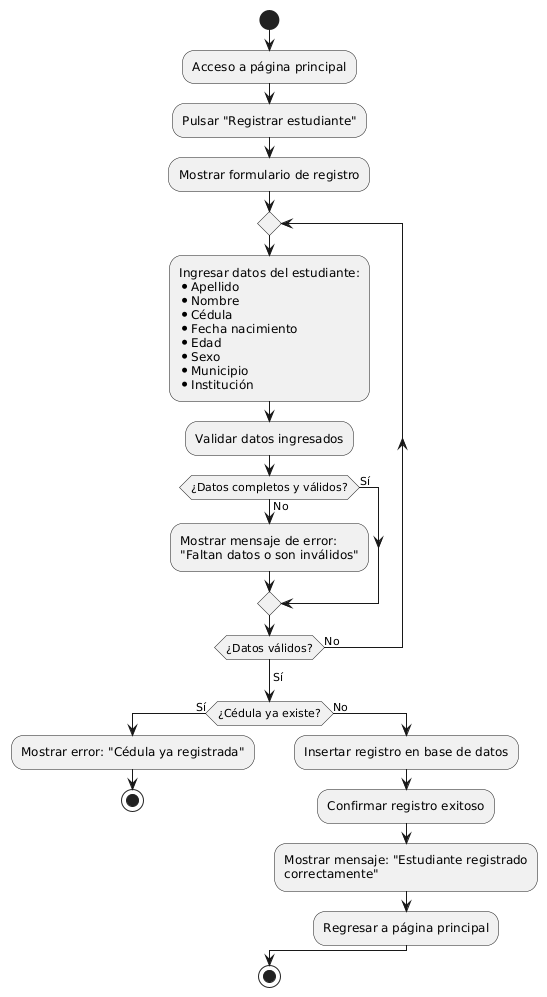 Acceso a página principal
Pulsar "Registrar estudiante"
Mostrar formulario de registro
Ingresar datos del estudiante:
• Apellido
• Nombre
• Cédula
• Fecha nacimiento
• Edad
• Sexo
• Municipio
• Institución
Validar datos ingresados
¿Datos completos y válidos?
Sí
No
Mostrar mensaje de error:
"Faltan datos o son inválidos"
¿Datos válidos?
No
Sí
Sí
¿Cédula ya existe?
No
Mostrar error: "Cédula ya registrada"
Insertar registro en base de datos
Confirmar registro exitoso
Mostrar mensaje: "Estudiante registrado
correctamente"
Regresar a página principal